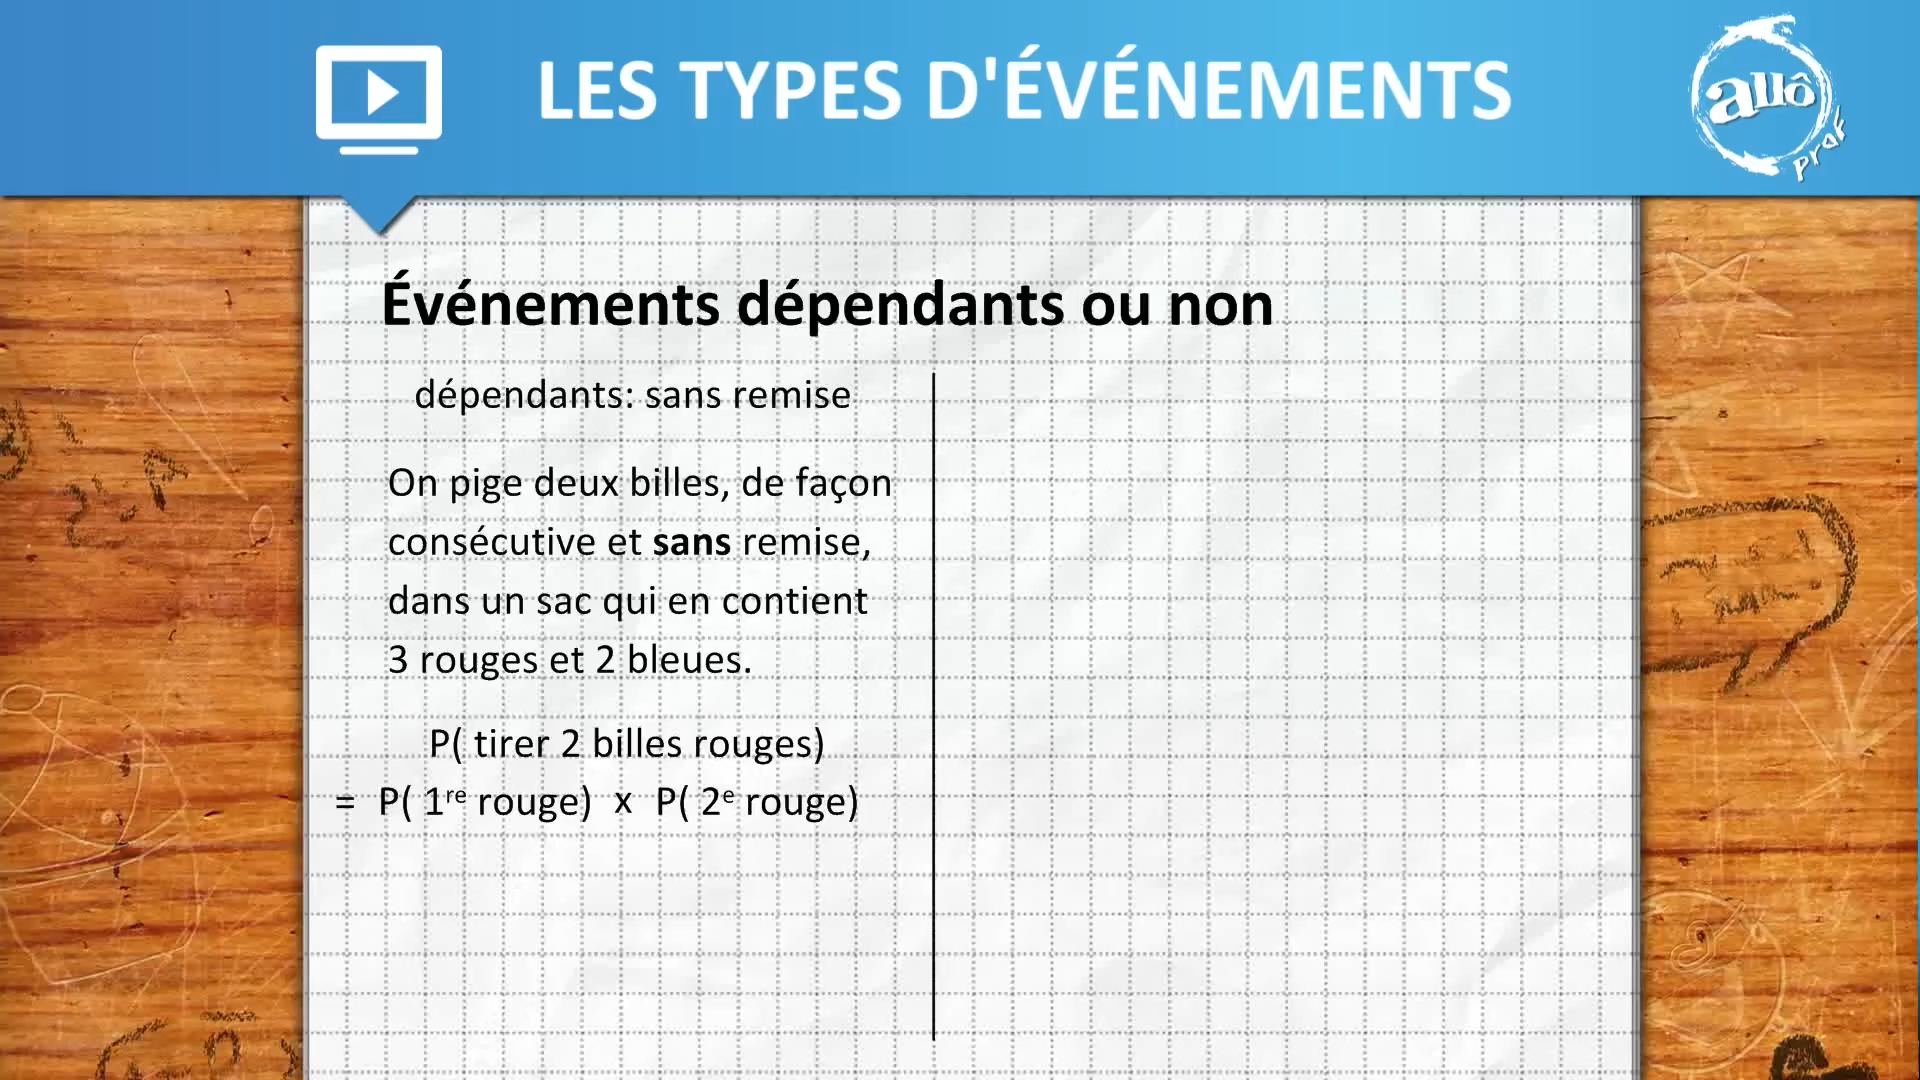 LES TYPES D'ÉVÉNEMENTS
allô
prof
Événements dépendants ou non
dépendants: sans remise
On pige deux billes, de façon
consécutive et sans remise,
dans un sac qui en contient
3 rouges et 2 bleues.
P( tirer 2 billes rouges)
= P( 1re rouge) x P( 2e rouge)